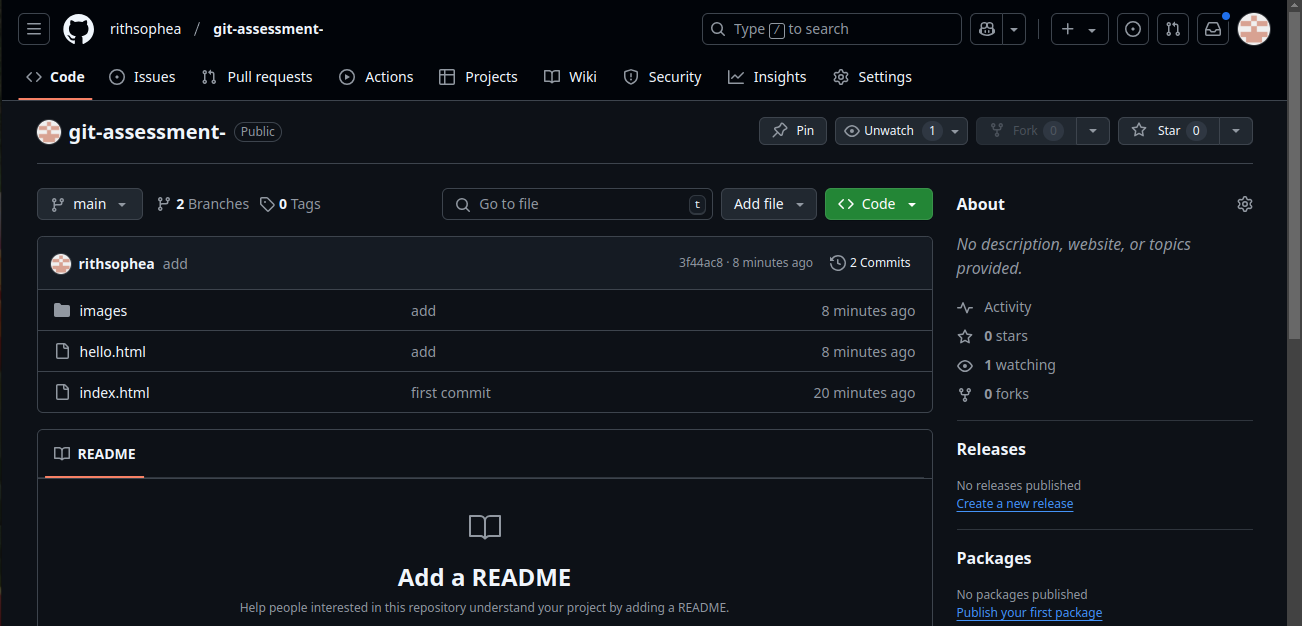 rithsophea / git-assessment-
Type / to search
Code Issues Pull requests Actions Projects Wiki Security Insights Settings
git-assessment- Public
Pin Unwatch 1 Fork 0 Star 0
main 2 Branches 0 Tags
Go to file t Add file Code
rithsophea add 3f44ac8 · 8 minutes ago 2 Commits
images add 8 minutes ago
hello.html add 8 minutes ago
index.html first commit 20 minutes ago
README
Add a README
Help people interested in this repository understand your project by adding a README.
About
No description, website, or topics
provided.
Activity
0 stars
1 watching
0 forks
Releases
No releases published
Create a new release
Packages
No packages published
Publish your first package